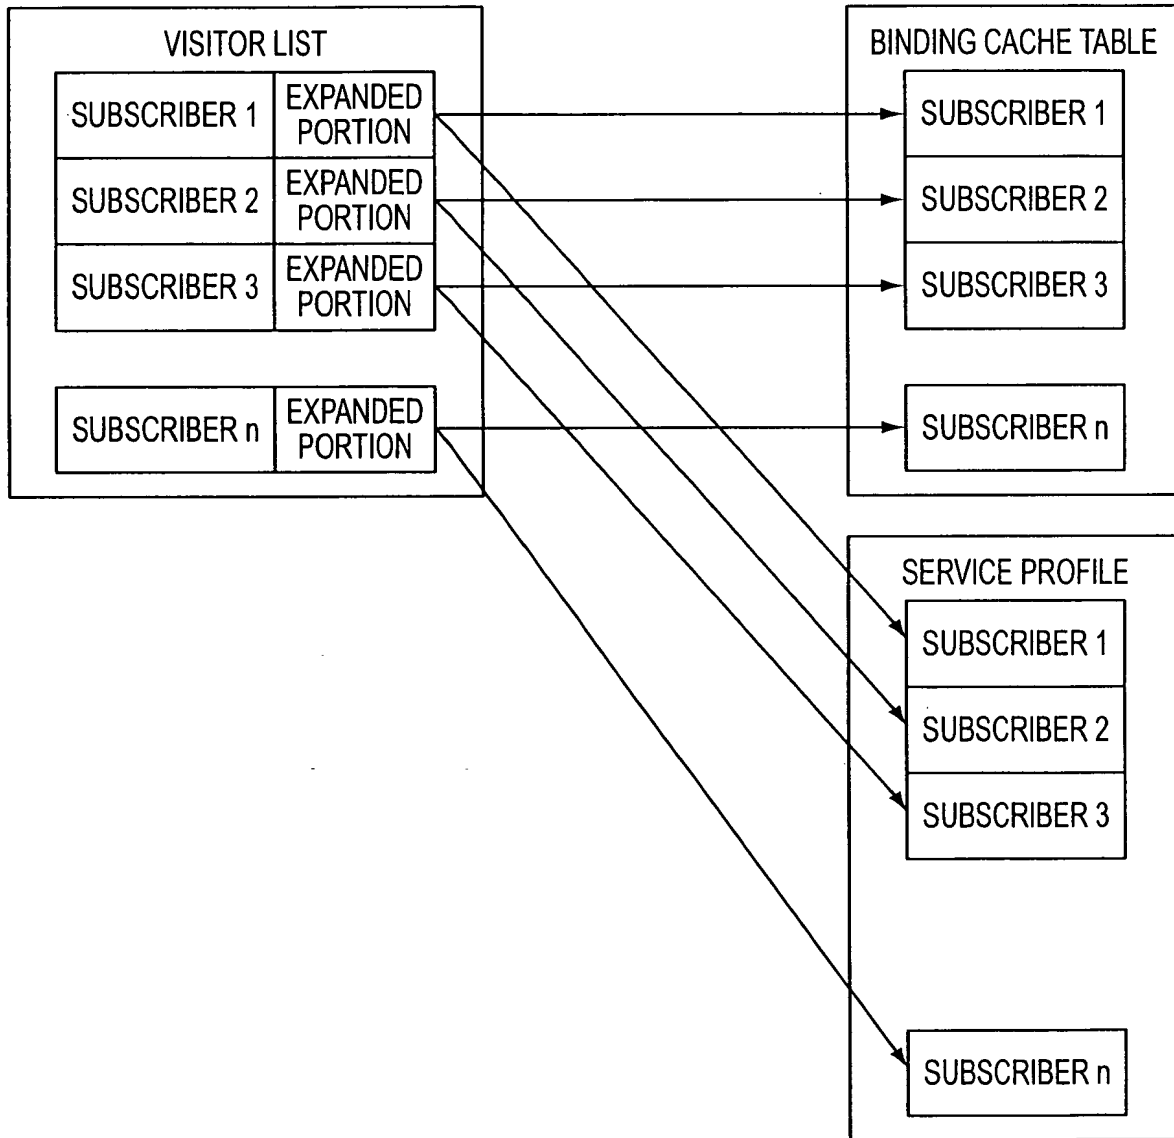 VISITOR LIST
SUBSCRIBER 1
EXPANDED
PORTION
SUBSCRIBER 2
EXPANDED
PORTION
SUBSCRIBER 3
EXPANDED
PORTION
SUBSCRIBER n
EXPANDED
PORTION
BINDING CACHE TABLE
SUBSCRIBER 1
SUBSCRIBER 2
SUBSCRIBER 3
SUBSCRIBER n
SERVICE PROFILE
SUBSCRIBER 1
SUBSCRIBER 2
SUBSCRIBER 3
SUBSCRIBER n